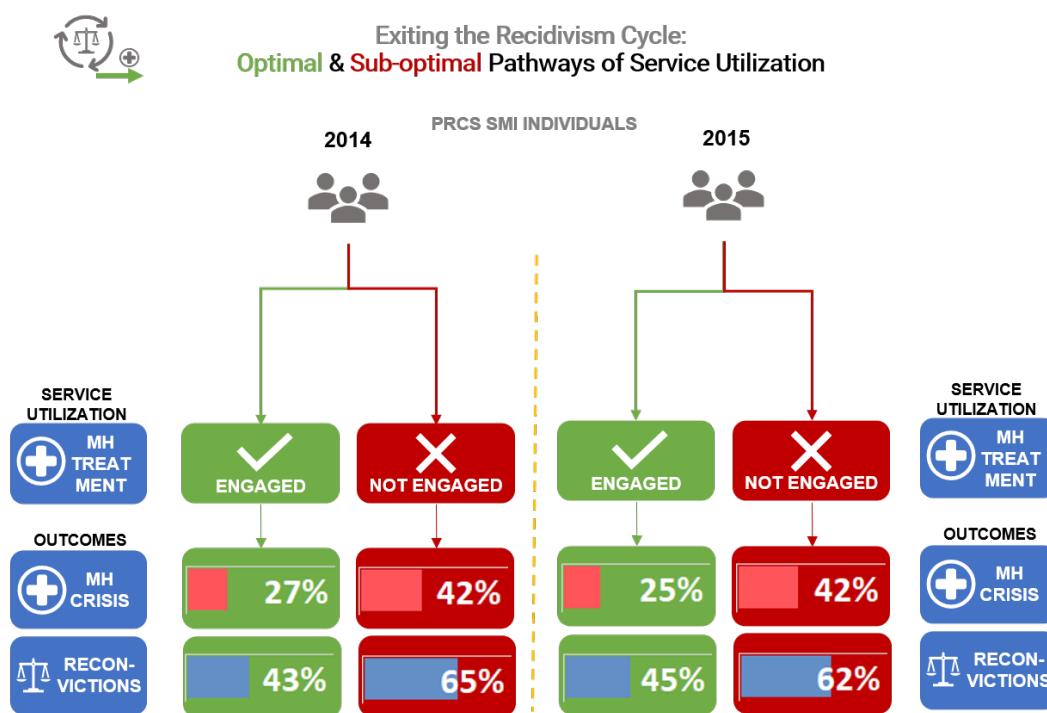 Exiting the Recidivism Cycle:
Optimal & Sub-optimal Pathways of Service Utilization
PRCS SMI INDIVIDUALS
2014
2015
SERVICE
UTILIZATION
MH
TREAT
MENT
ENGAGED
NOT ENGAGED
ENGAGED
NOT ENGAGED
SERVICE
UTILIZATION
MH
TREAT
MENT
OUTCOMES
MH
CRISIS
27%
42%
25%
42%
OUTCOMES
MH
CRISIS
RECON-
VICTIONS
43%
65%
45%
62%
RECON-
VICTIONS